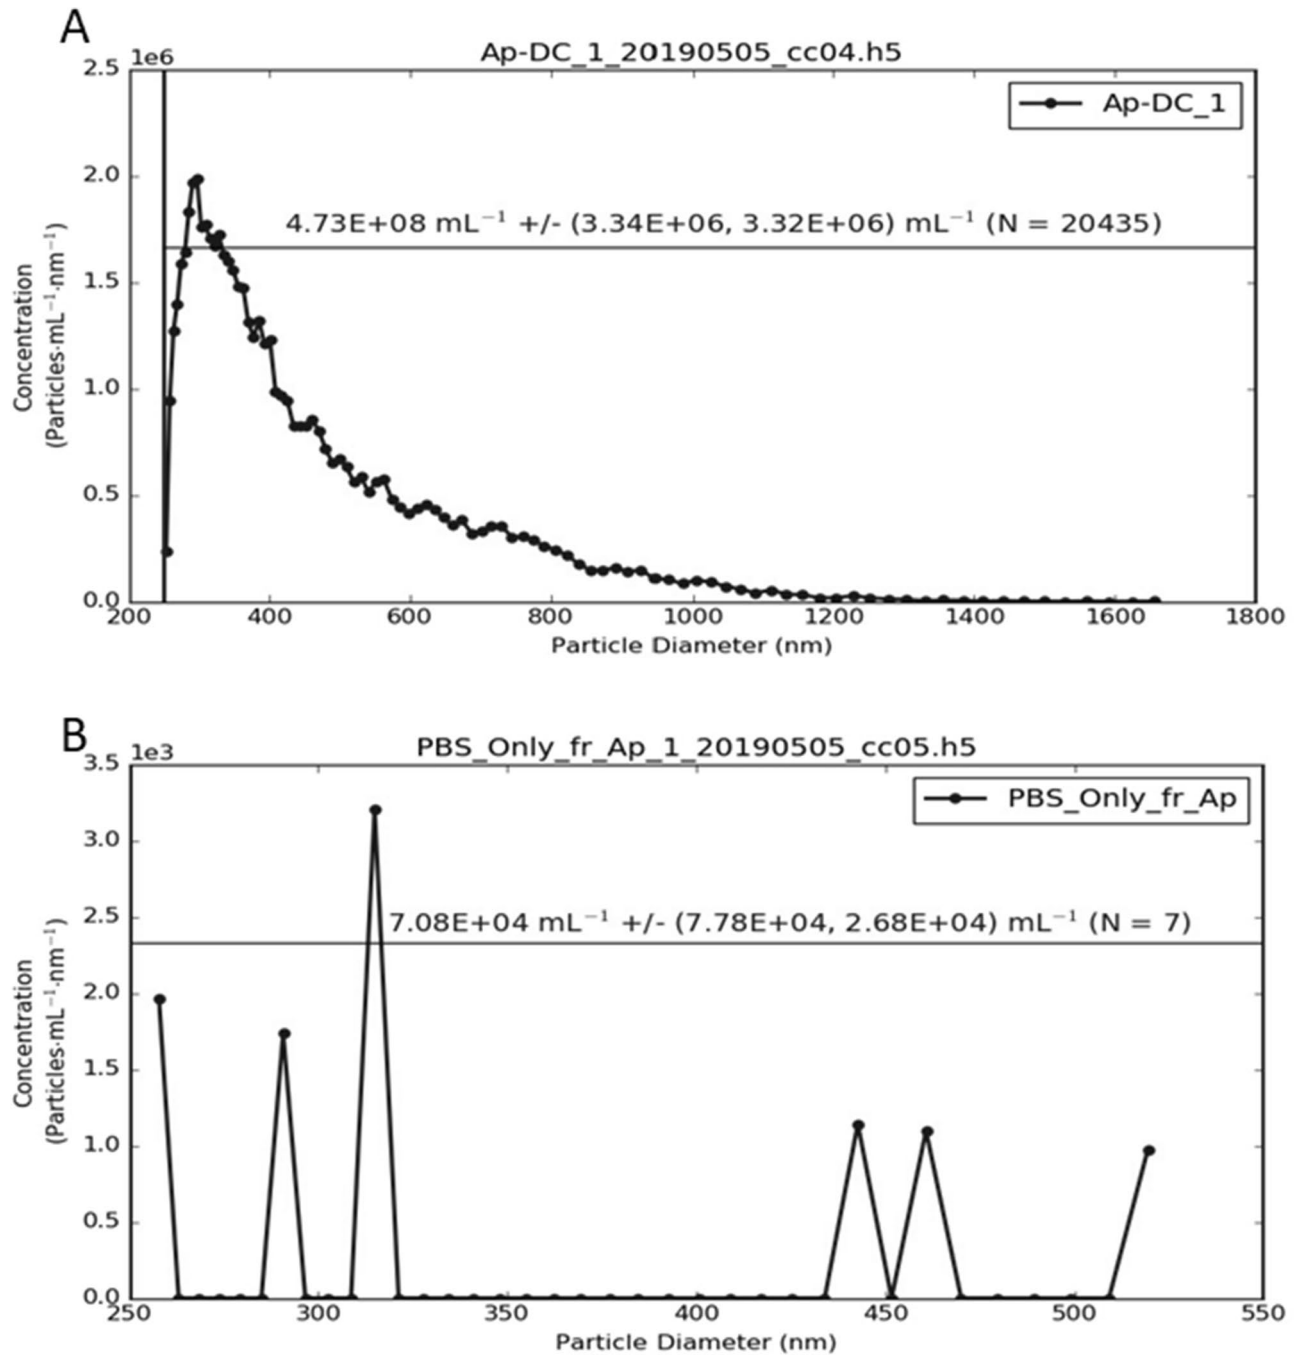 A
1e6
Ap-DC_1_20190505_cc04.h5
2.5
2.0
1.5
1.0
0.5
0.0
Ap-DC_1
4.73E+08 mL⁻¹ +/- (3.34E+06, 3.32E+06) mL⁻¹ (N = 20435)
Concentration
(Particles·mL⁻¹·nm⁻¹)
200 400 600 800 1000 1200 1400 1600 1800
Particle Diameter (nm)
B
1e3
PBS_Only_fr_Ap_1_20190505_cc05.h5
3.5
3.0
2.5
2.0
1.5
1.0
0.5
0.0
PBS_Only_fr_Ap
7.08E+04 mL⁻¹ +/- (7.78E+04, 2.68E+04) mL⁻¹ (N = 7)
Concentration
(Particles·mL⁻¹·nm⁻¹)
250 300 350 400 450 500 550
Particle Diameter (nm)